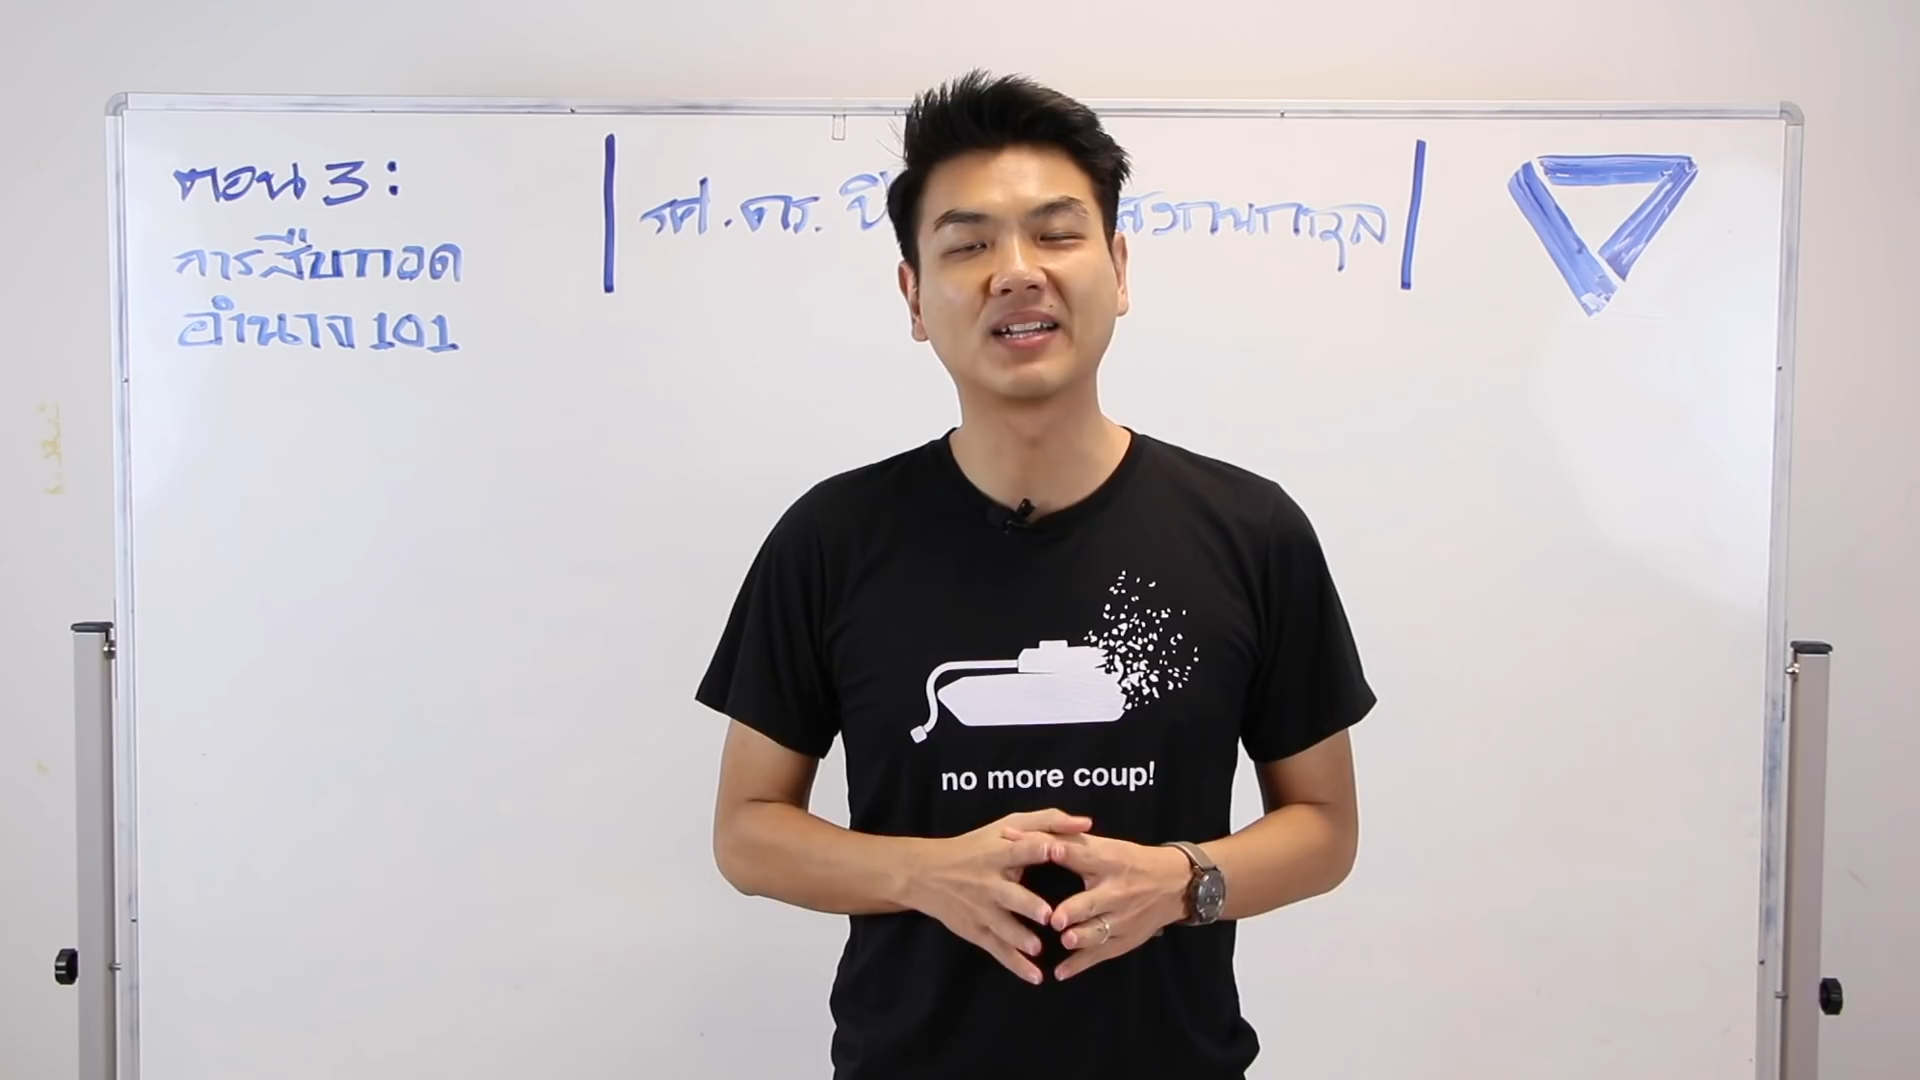 ตอน 3:
การสืบทอด
อำนาจ 101
รศ.ดร.
no more coup!